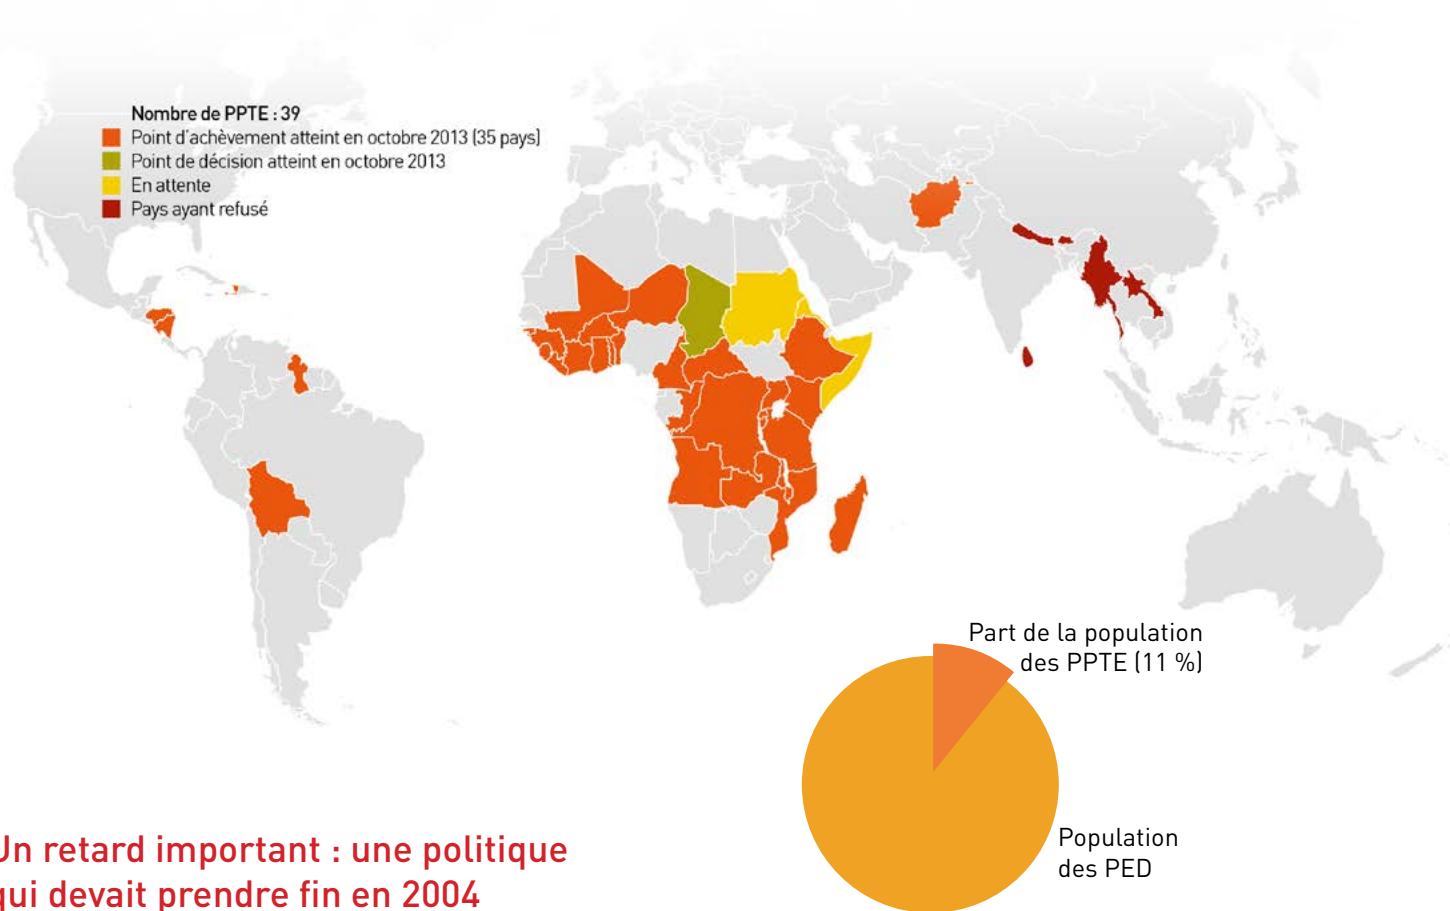 Nombre de PPTE : 39
Point d'achèvement atteint en octobre 2013 (35 pays)
Point de décision atteint en octobre 2013
En attente
Pays ayant refusé
Part de la population
des PPTE (11 %)
Population
des PED
Un retard important : une politique
qui devait prendre fin en 2004